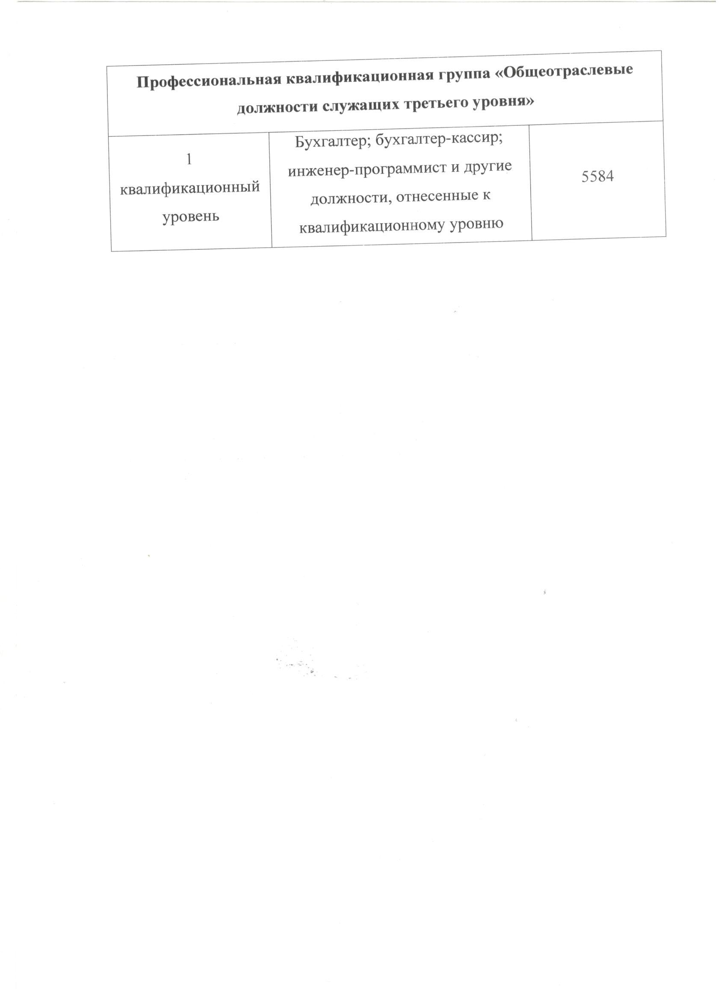 Профессиональная квалификационная группа «Общеотраслевые
должности служащих третьего уровня»
1
квалификационный
уровень
Бухгалтер; бухгалтер-кассир;
инженер-программист и другие
должности, отнесенные к
квалификационному уровню
5584